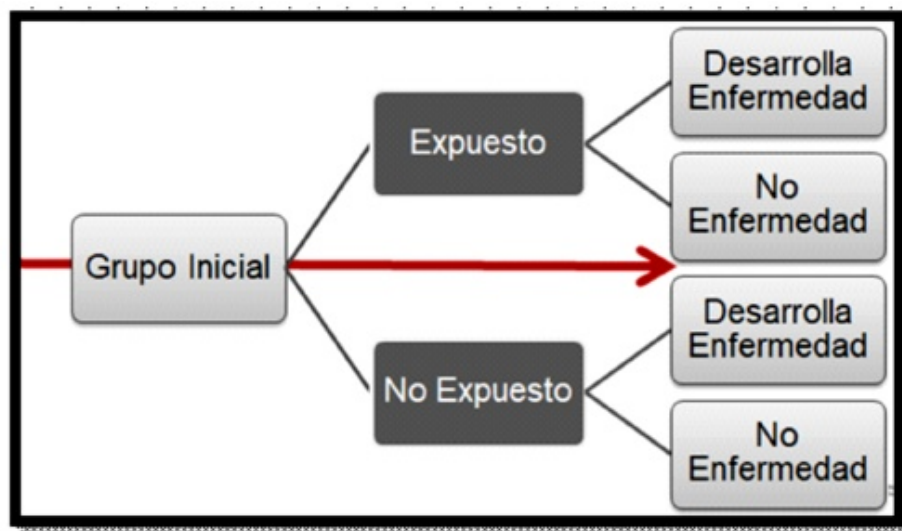 Desarrolla
Enfermedad
Expuesto
No
Enfermedad
Grupo Inicial
Desarrolla
Enfermedad
No Expuesto
No
Enfermedad